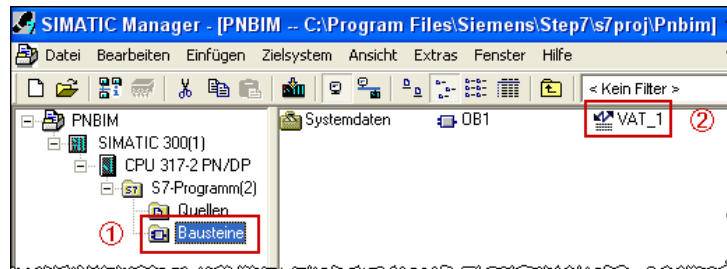 SIMATIC Manager - [PNBIM -- C:\Program Files\Siemens\Step7\s7proj\Pnbim]
Datei Bearbeiten Einfügen Zielsystem Ansicht Extras Fenster Hilfe
< Kein Filter >
PNBIM
SIMATIC 300(1)
CPU 317-2 PN/DP
S7-Programm(2)
Quellen
① Bausteine
Systemdaten OB1 VAT_1 ②